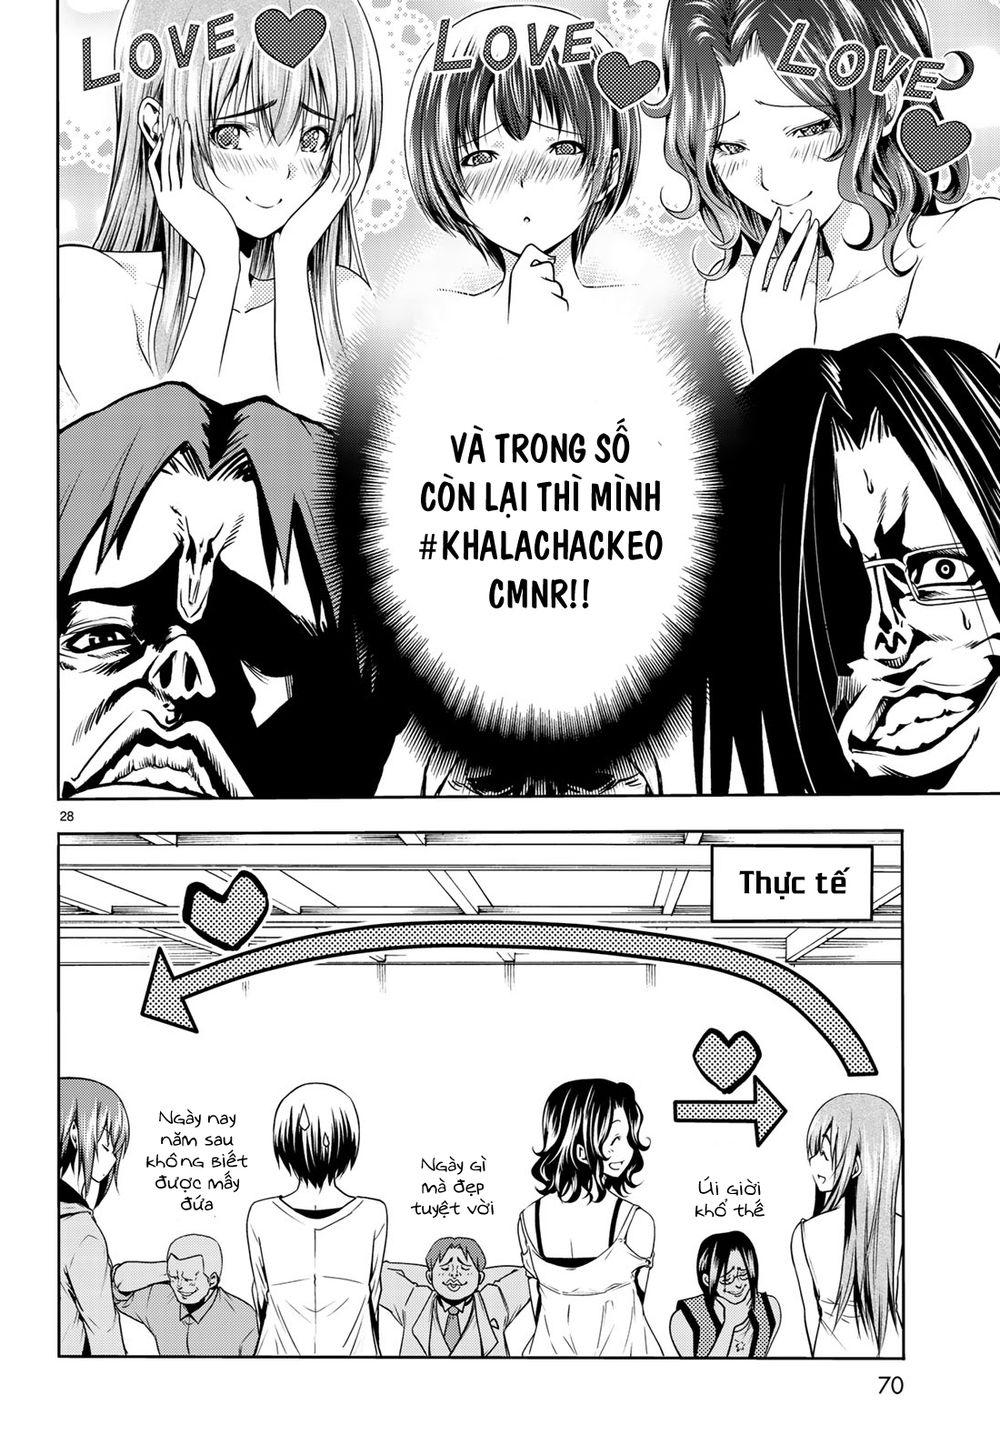 LOVE
LOVE
LOVE
VÀ TRONG SỐ
CÒN LẠI THÌ MÌNH
#KHALACHACKEO
CMNR!!
28
Thực tế
Ngày nay
năm sau
không biết
được mấy
đứa
Ngày gì
mà đẹp
tuyệt vời
Úi giời
khổ thế
70